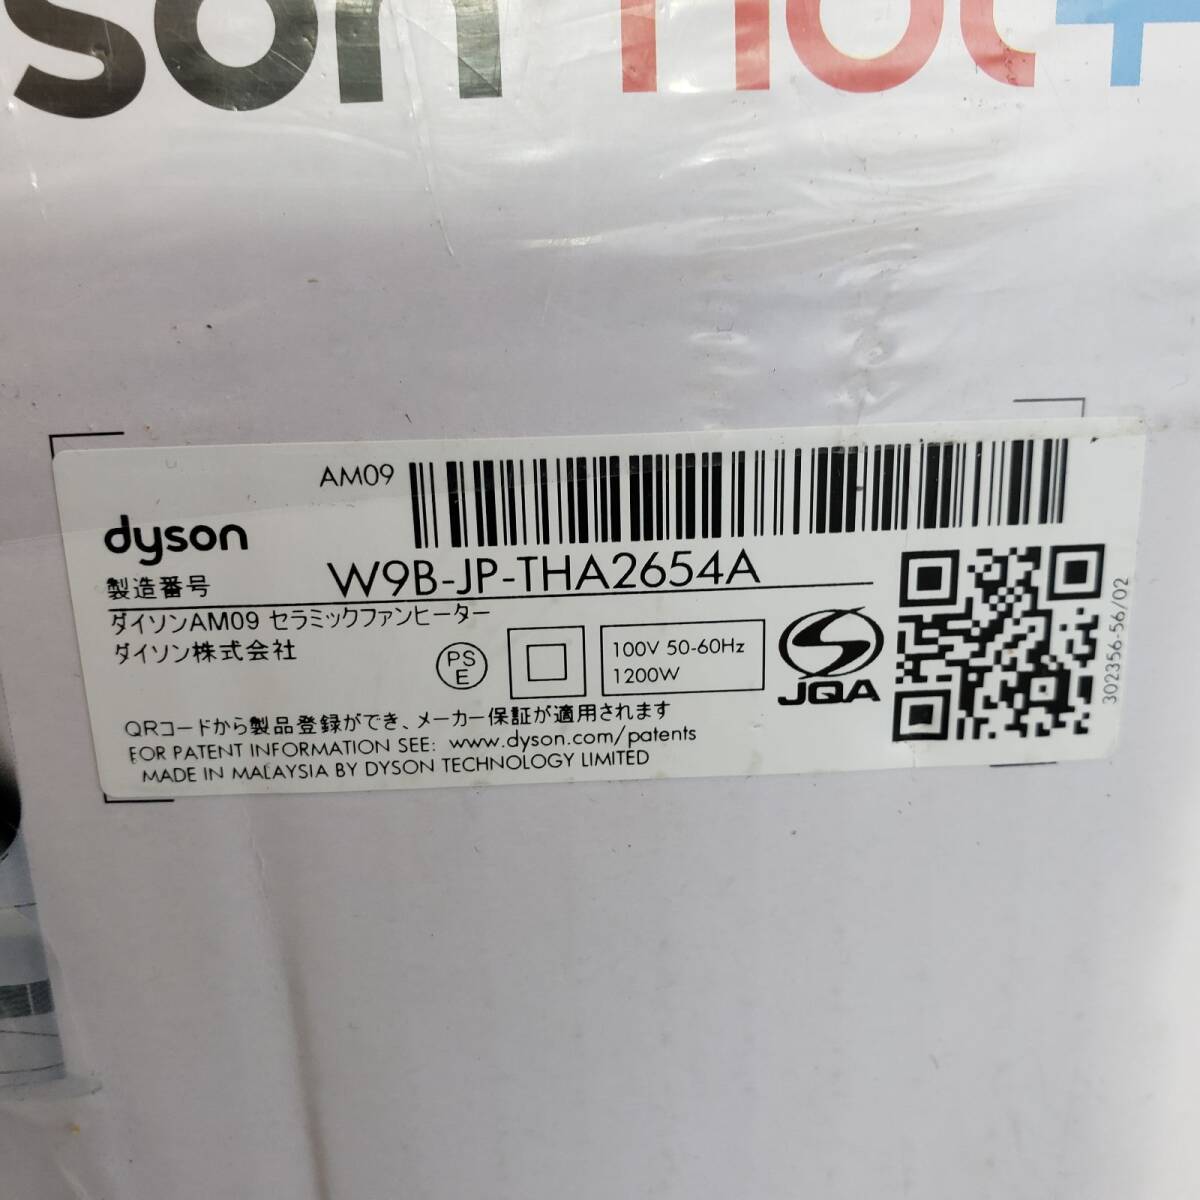 son hot+
AM09
dyson
製造番号 W9B-JP-THA2654A
ダイソンAM09 セラミックファンヒーター
ダイソン株式会社
PS
E
100V 50-60Hz
1200W
JQA
302356-56/02
QRコードから製品登録ができ、メーカー保証が適用されます
FOR PATENT INFORMATION SEE: www.dyson.com/patents
MADE IN MALAYSIA BY DYSON TECHNOLOGY LIMITED